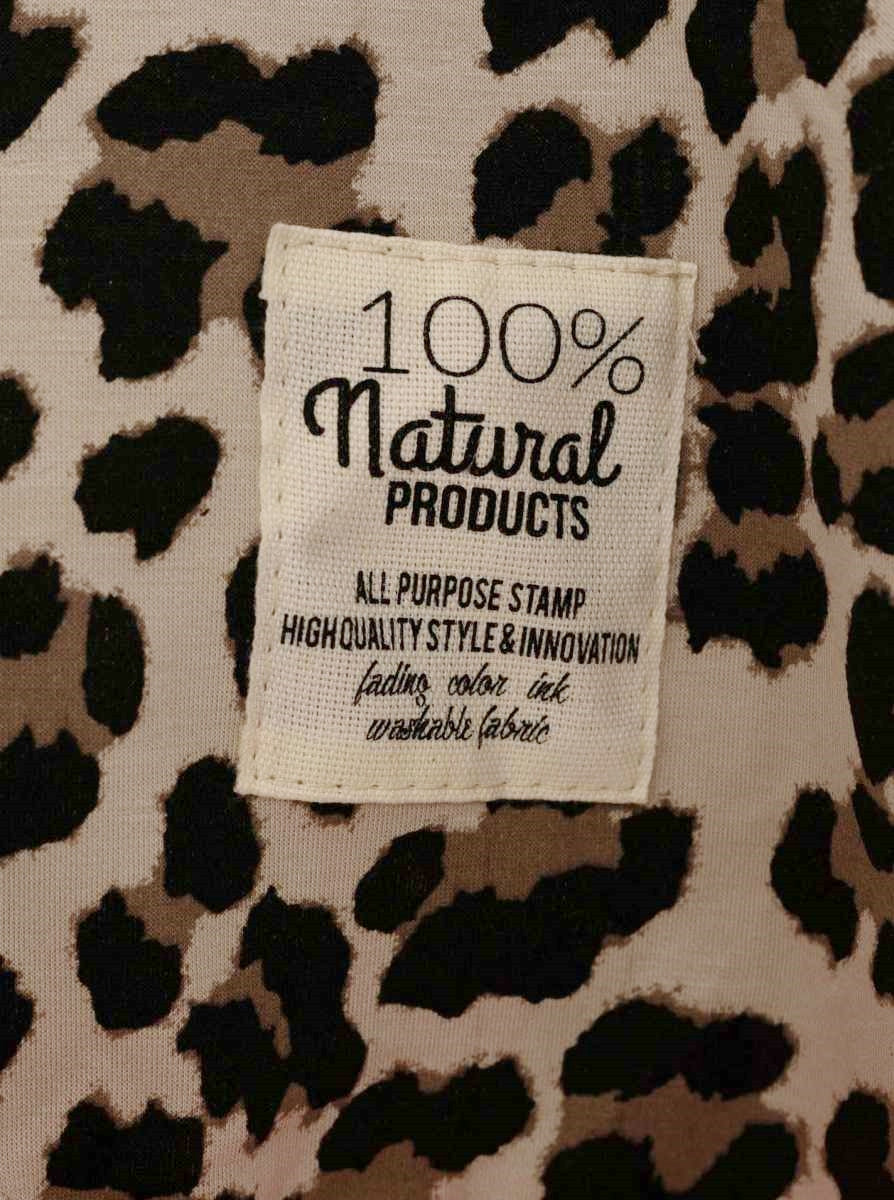 100%
Natural
PRODUCTS
ALL PURPOSE STAMP
HIGH QUALITY STYLE & INNOVATION
fading color ink
washable fabric